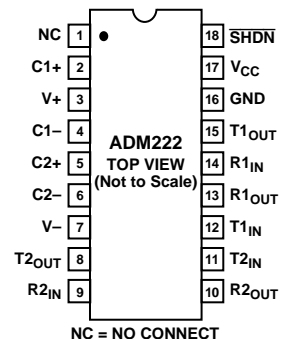 NC 1 18 SHDN
C1+ 2 17 VCC
V+ 3 16 GND
C1– 4 15 T1OUT
ADM222
C2+ 5 TOP VIEW 14 R1IN
(Not to Scale)
C2– 6 13 R1OUT
V– 7 12 T1IN
T2OUT 8 11 T2IN
R2IN 9 10 R2OUT
NC = NO CONNECT